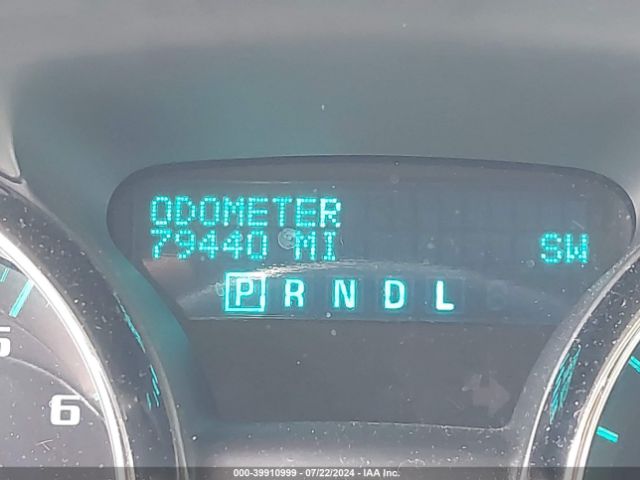 ODOMETER
79440 MI SW
P R N D L
5
6
000-39910999 - 07/22/2024 - IAA Inc.